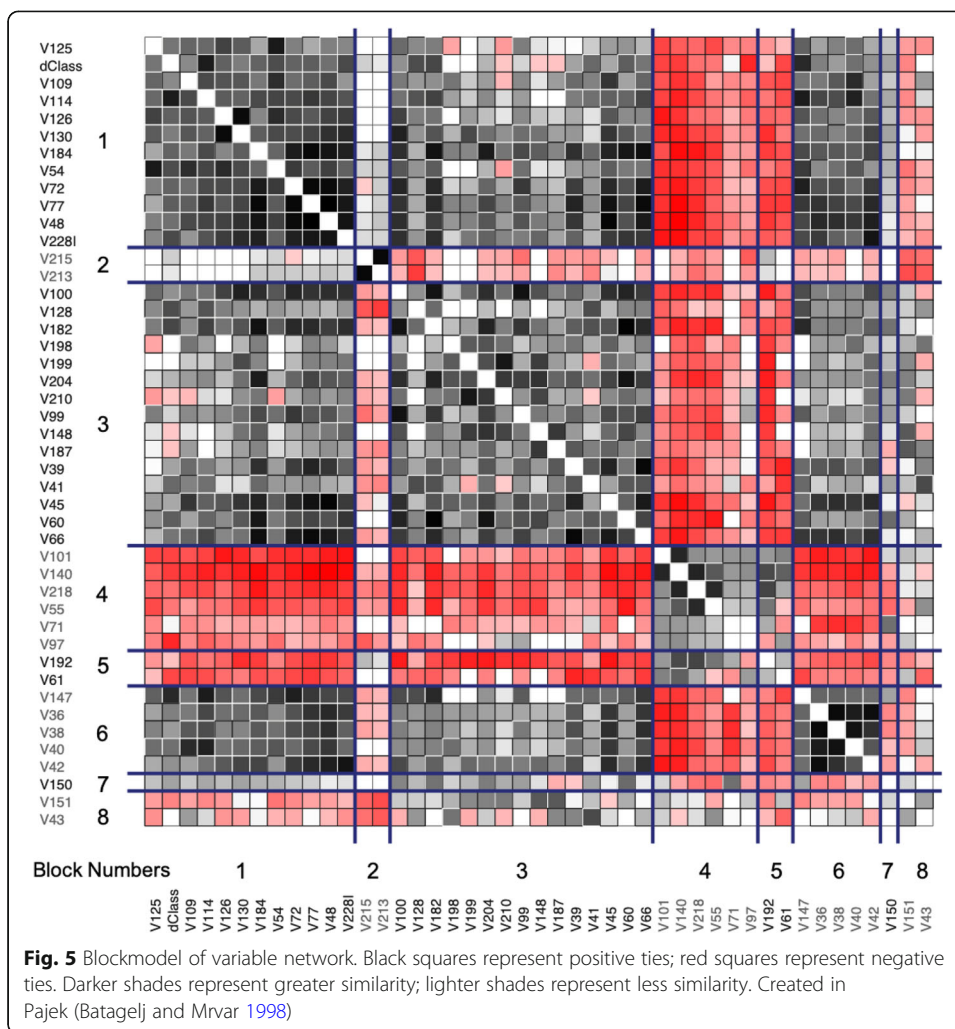 V125
dClass
V109
V114
V126
V130
V184
V54
V72
V77
V48
V228I
1
V215
V213
2
V100
V128
V182
V198
V199
V204
V210
V99
V148
V187
V39
V41
V45
V60
V66
3
V101
V140
V218
V55
V71
V97
4
V192
V61
5
V147
V36
V38
V40
V42
6
V150
7
V151
V43
8
Block Numbers 1 2 3 4 5 6 7 8
V125 dClass V109 V114 V126 V130 V184 V54 V72 V77 V48 V228I V215 V213 V100 V128 V182 V198 V199 V204 V210 V99 V148 V187 V39 V41 V45 V60 V66 V101 V140 V218 V55 V71 V97 V192 V61 V147 V36 V38 V40 V42 V150 V151 V43
Fig. 5 Blockmodel of variable network. Black squares represent positive ties; red squares represent negative
ties. Darker shades represent greater similarity; lighter shades represent less similarity. Created in
Pajek (Batagelj and Mrvar 1998)